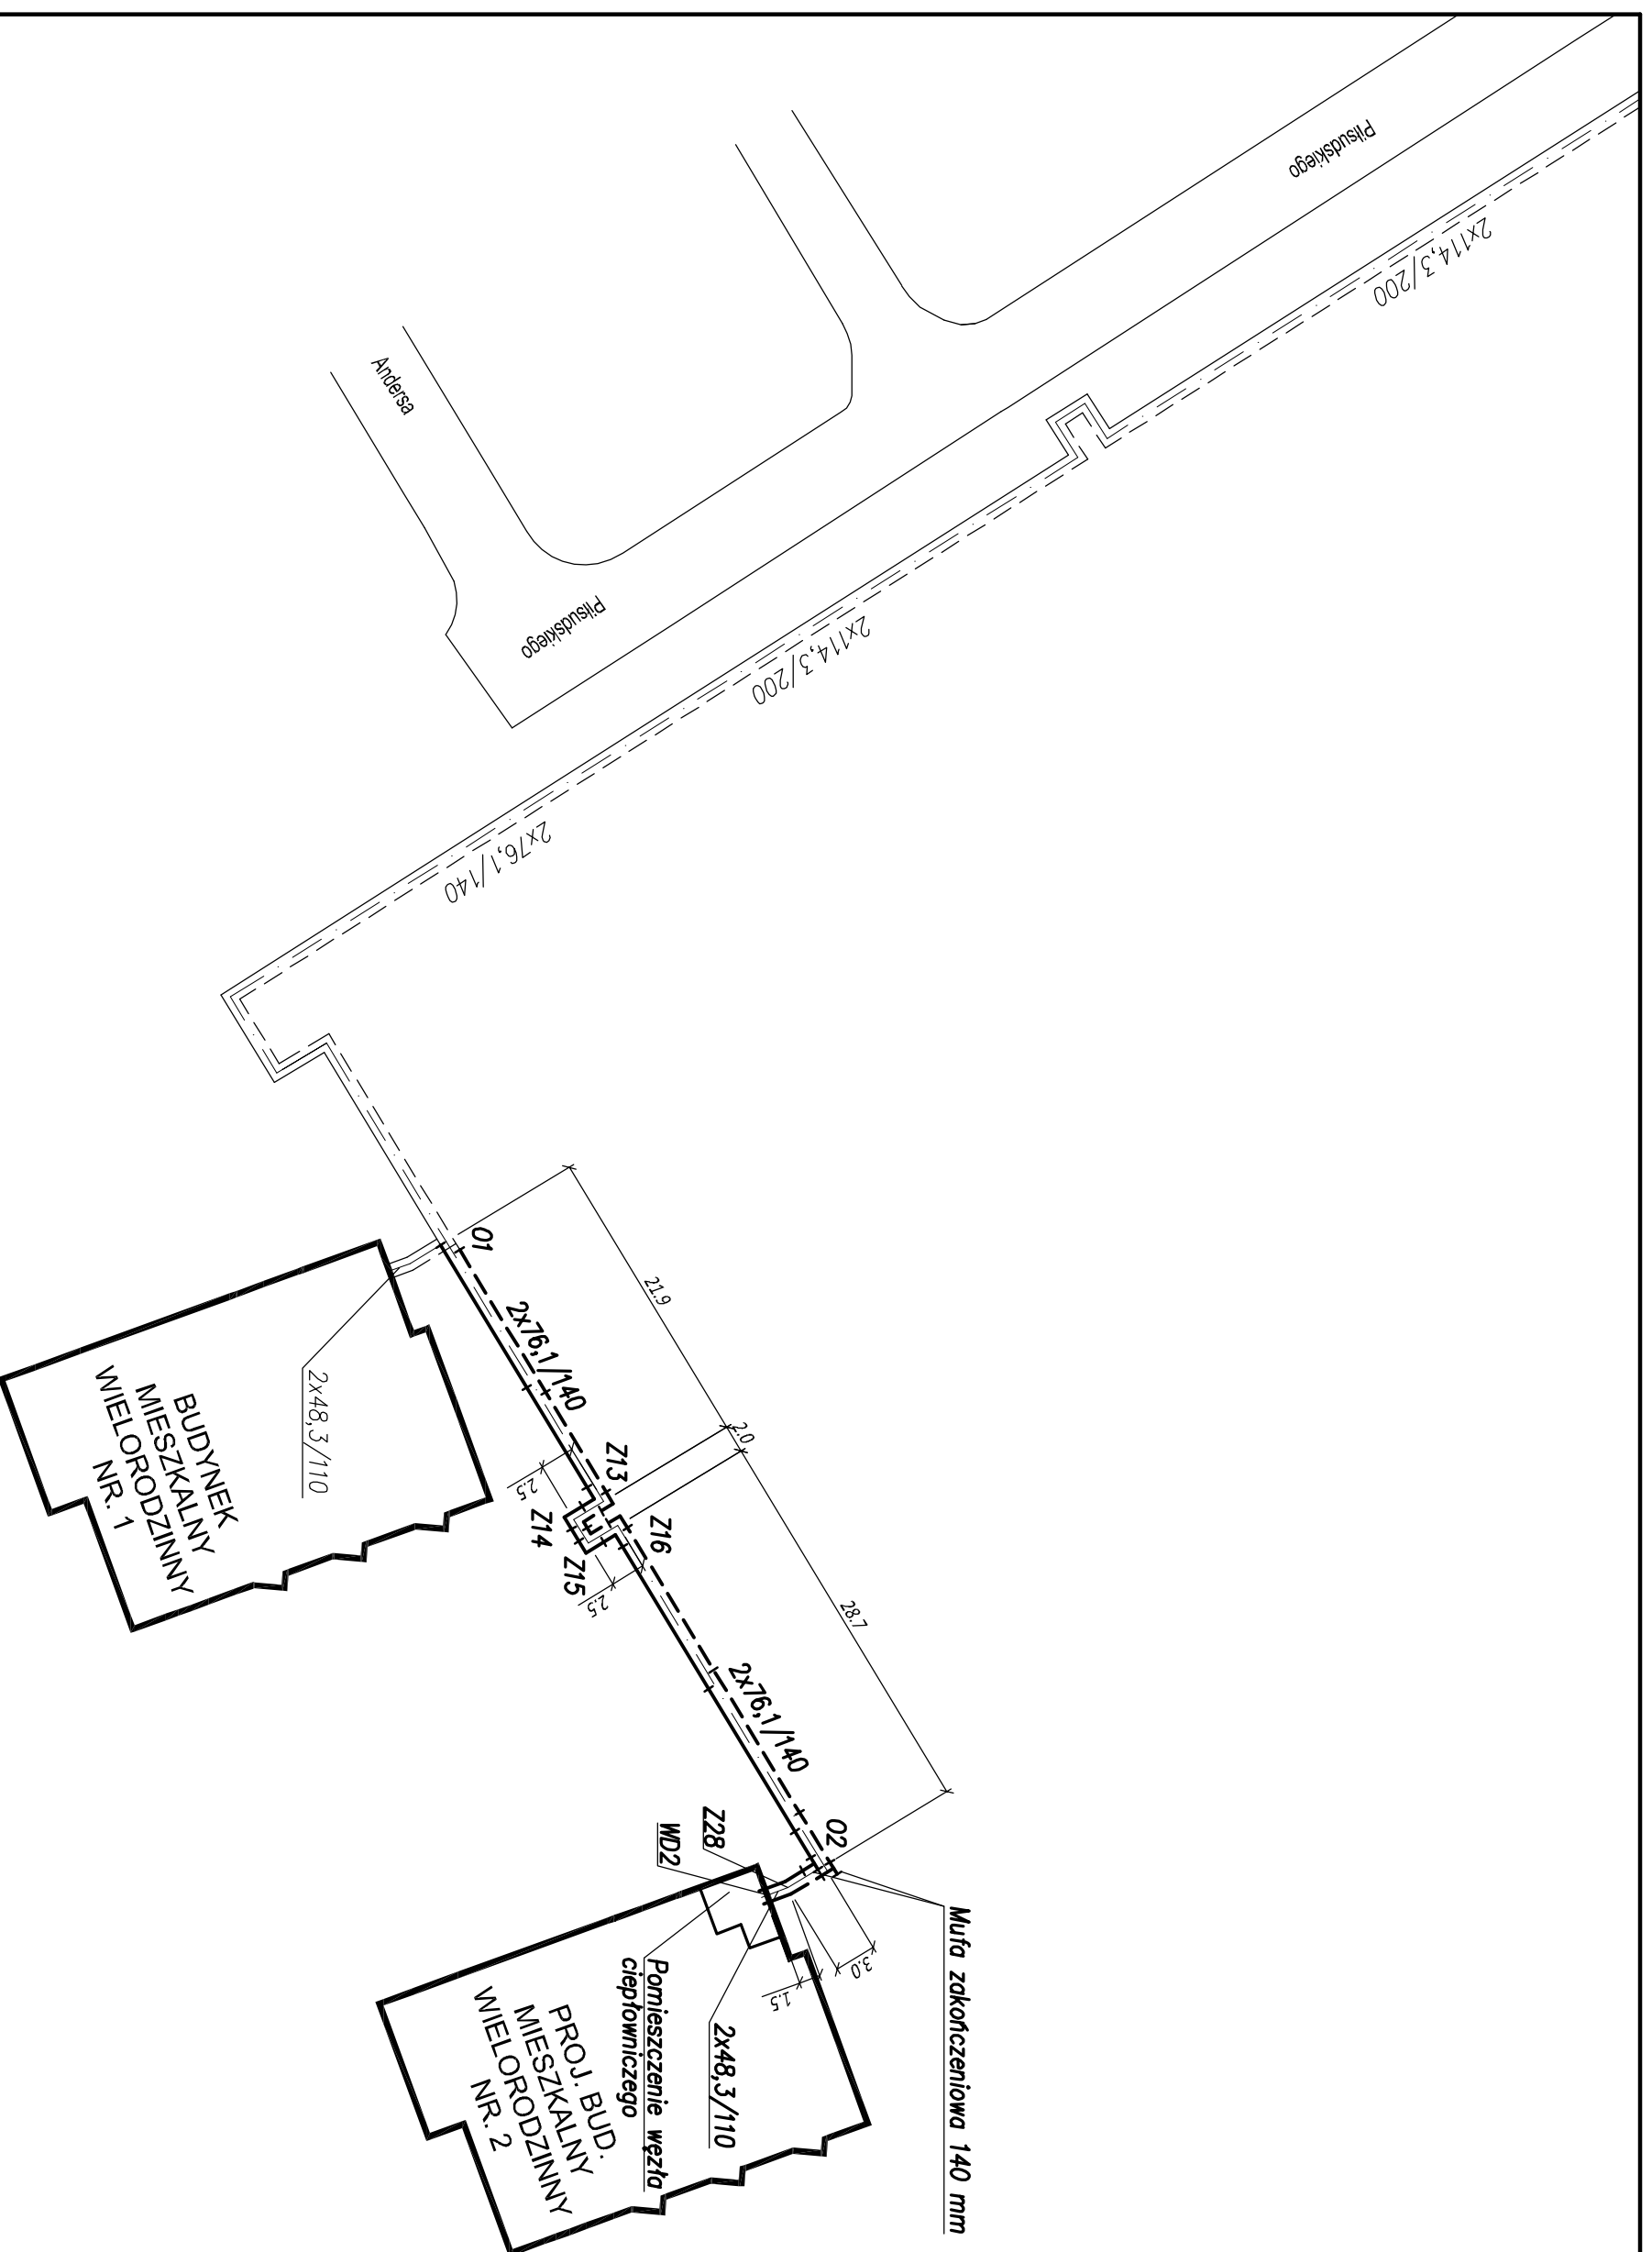 Piłsudskiego
2x114,3/200
Andersa
Piłsudskiego
2x114,3/200
2x76,1/140
O1
21.9
2x76,1/140
2x48,3/110
2.0
Z13
2.5
Z14
Z16
Z15
2.5
BUDYNEK
MIESZKALNY
WIELORODZINNY
NR. 1
28.7
2x76,1/140
O2
Z28
WD2
Mufa zakończeniowa 140 mm
3.0
1.5
Pomieszczenie węzła
ciepłowniczego
2x48,3/110
PROJ. BUD.
MIESZKALNY
WIELORODZINNY
NR. 2